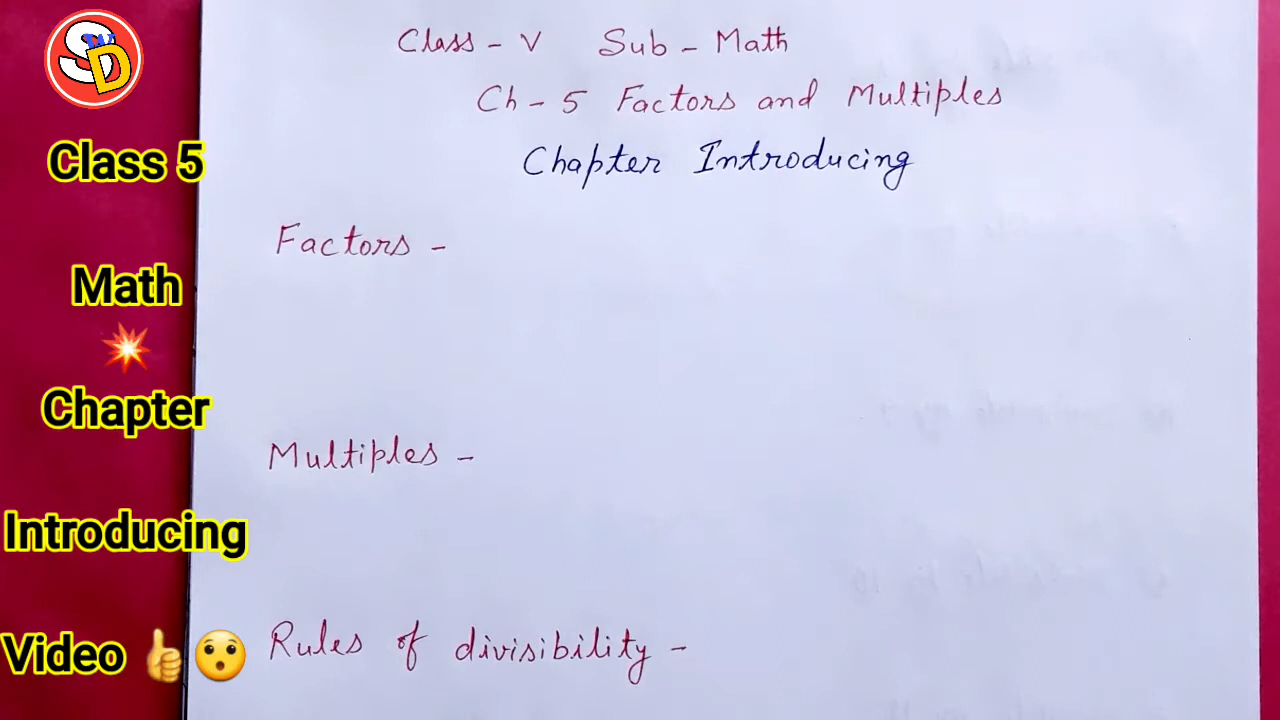 SWD
Class - V Sub - Math
Ch - 5 Factors and Multiples
Chapter Introducing
Class 5
Factors -
Math
Chapter
Multiples -
Introducing
Video 👍😯
Rules of divisibility -